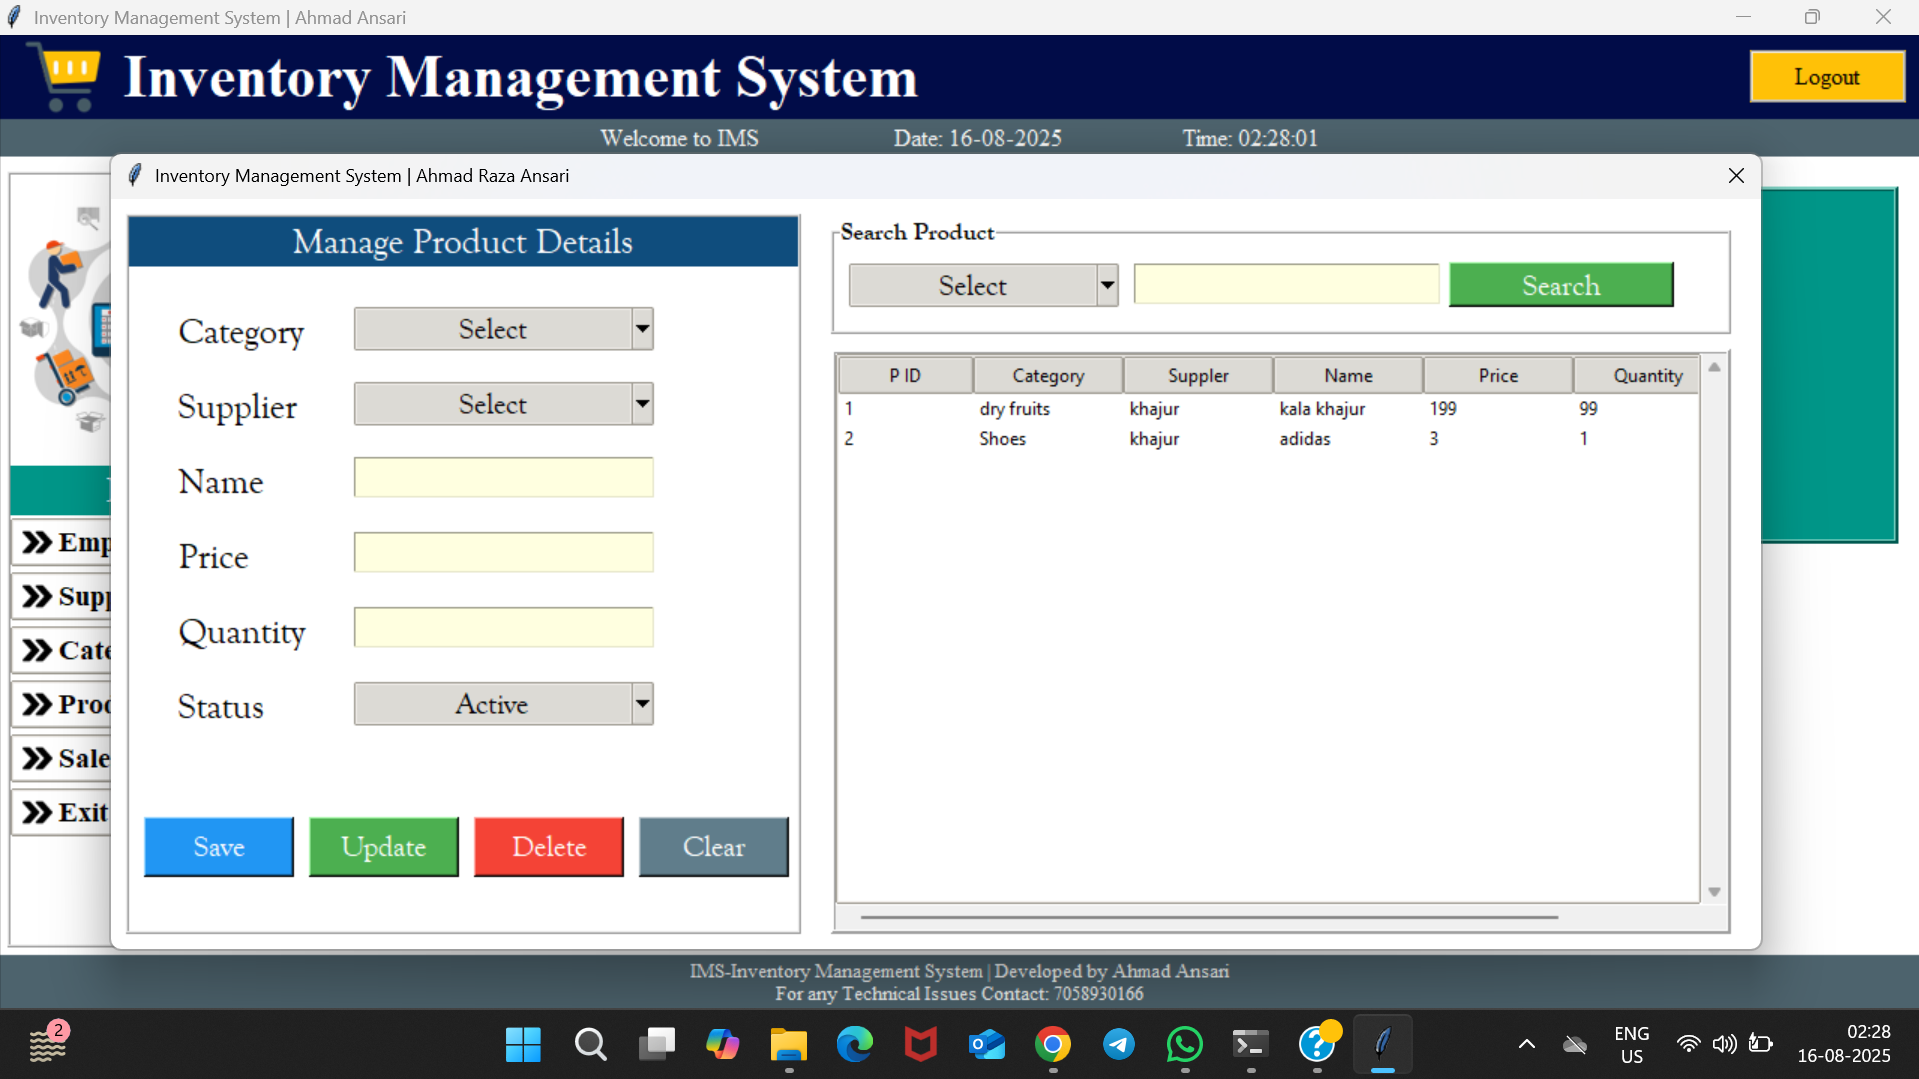 Inventory Management System | Ahmad Ansari
Inventory Management System
Logout
Welcome to IMS Date: 16-08-2025 Time: 02:28:01
Inventory Management System | Ahmad Raza Ansari
Manage Product Details
Category Select
Supplier Select
Name
Price
Quantity
Status Active
Save Update Delete Clear
Search Product
Select Search
P ID Category Suppler Name Price Quantity
1 dry fruits khajur kala khajur 199 99
2 Shoes khajur adidas 3 1
Emp
Supp
Cate
Prod
Sale
Exit
IMS-Inventory Management System | Developed by Ahmad Ansari
For any Technical Issues Contact: 7058930166
2
ENG
US
02:28
16-08-2025